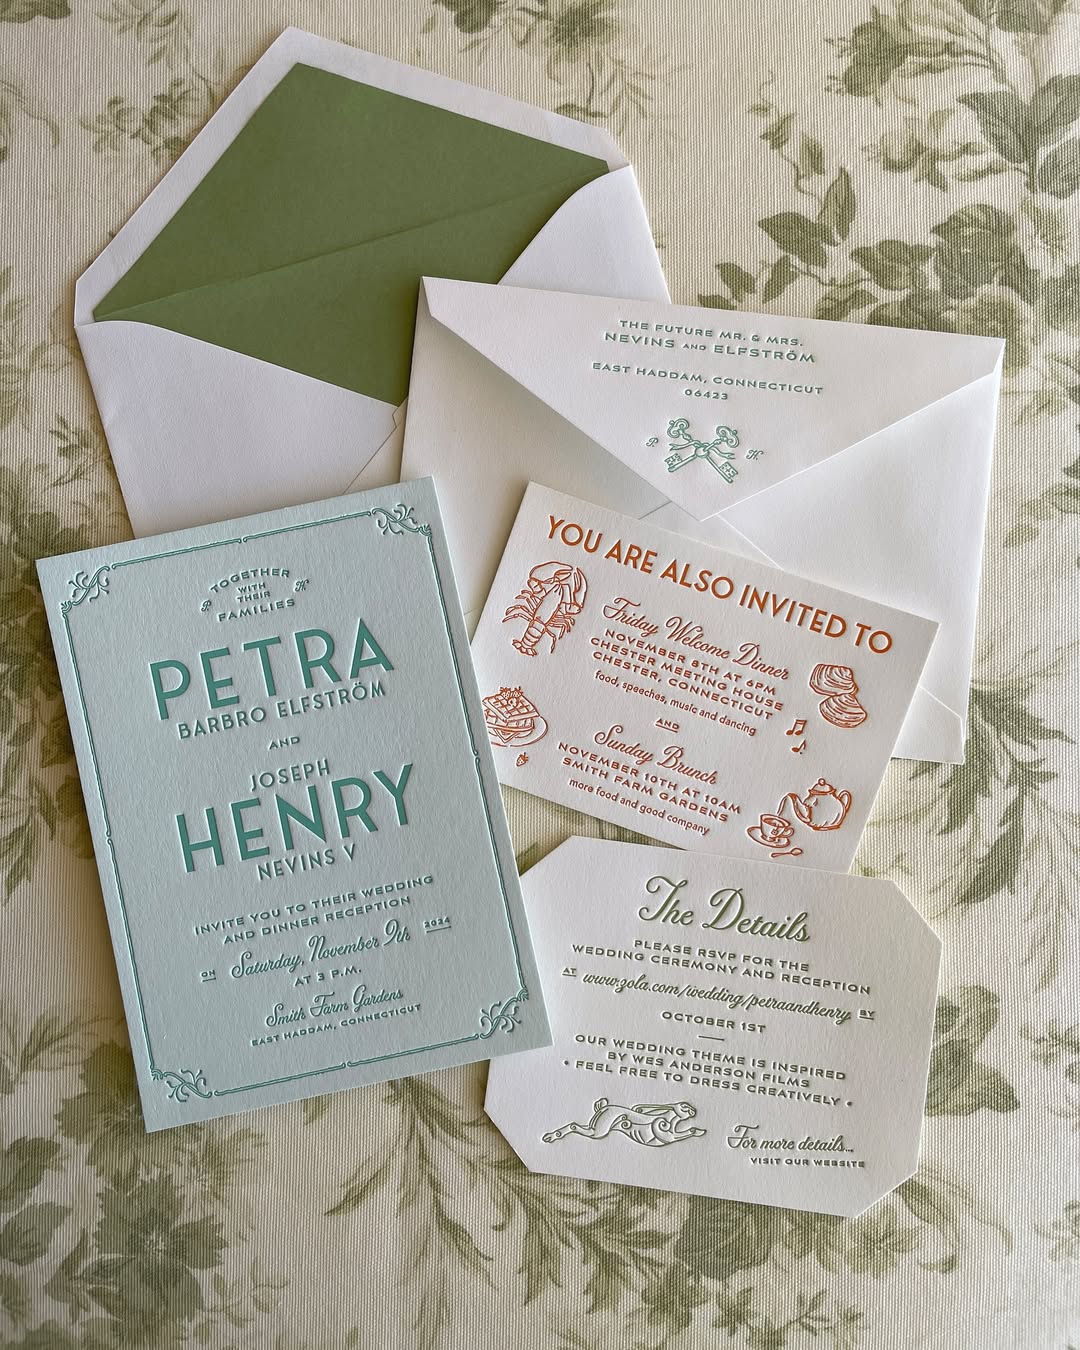 THE FUTURE MR. & MRS.
NEVINS AND ELFSTRÖM
EAST HADDAM, CONNECTICUT
06423
P. H.
TOGETHER
P. WITH H.
THEIR
FAMILIES
PETRA
BARBRO ELFSTRÖM
AND
JOSEPH
HENRY
NEVINS V
INVITE YOU TO THEIR WEDDING
AND DINNER RECEPTION
ON Saturday, November 9th 2024
AT 3 P.M.
Smith Farm Gardens
EAST HADDAM, CONNECTICUT
YOU ARE ALSO INVITED TO
Friday Welcome Dinner
NOVEMBER 8TH AT 6PM
CHESTER MEETING HOUSE
CHESTER, CONNECTICUT
food, speeches, music and dancing
AND
Sunday Brunch
NOVEMBER 10TH AT 10AM
SMITH FARM GARDENS
more food and good company
The Details
PLEASE RSVP FOR THE
WEDDING CEREMONY AND RECEPTION
AT www.zola.com/wedding/petraandhenry BY
OCTOBER 1ST
OUR WEDDING THEME IS INSPIRED
BY WES ANDERSON FILMS
• FEEL FREE TO DRESS CREATIVELY •
For more details...
VISIT OUR WEBSITE